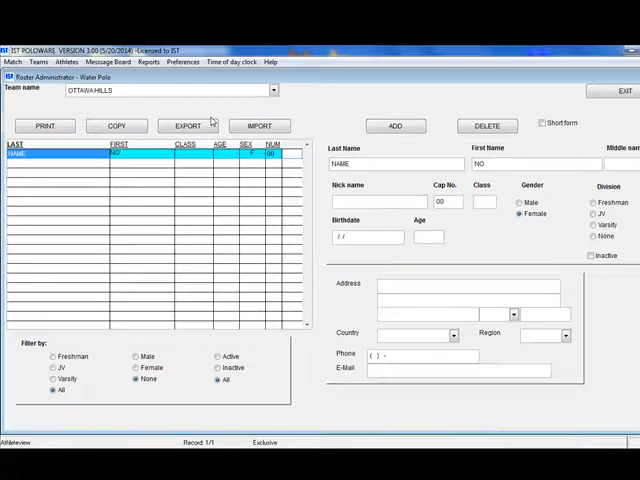 IST POLOWARE VERSION 3.00 (5/20/2014) -Licensed to IST
Match Teams Athletes Message Board Reports Preferences Time of day clock Help
IST Roster Administrator - Water Polo
Team name OTTAWA HILLS EXIT
PRINT COPY EXPORT IMPORT ADD DELETE Short form
LAST FIRST CLASS AGE SEX NUM
NAME NO F 00
Last Name First Name Middle nam
NAME NO
Nick name Cap No. Class Gender Division
00 Male Freshman
Female JV
Birthdate Age Varsity
/ / None
Inactive
Address
Country Region
Phone ( ) -
E-Mail
Filter by:
Freshman Male Active
JV Female Inactive
Varsity None All
All
Athleteview Record: 1/1 Exclusive